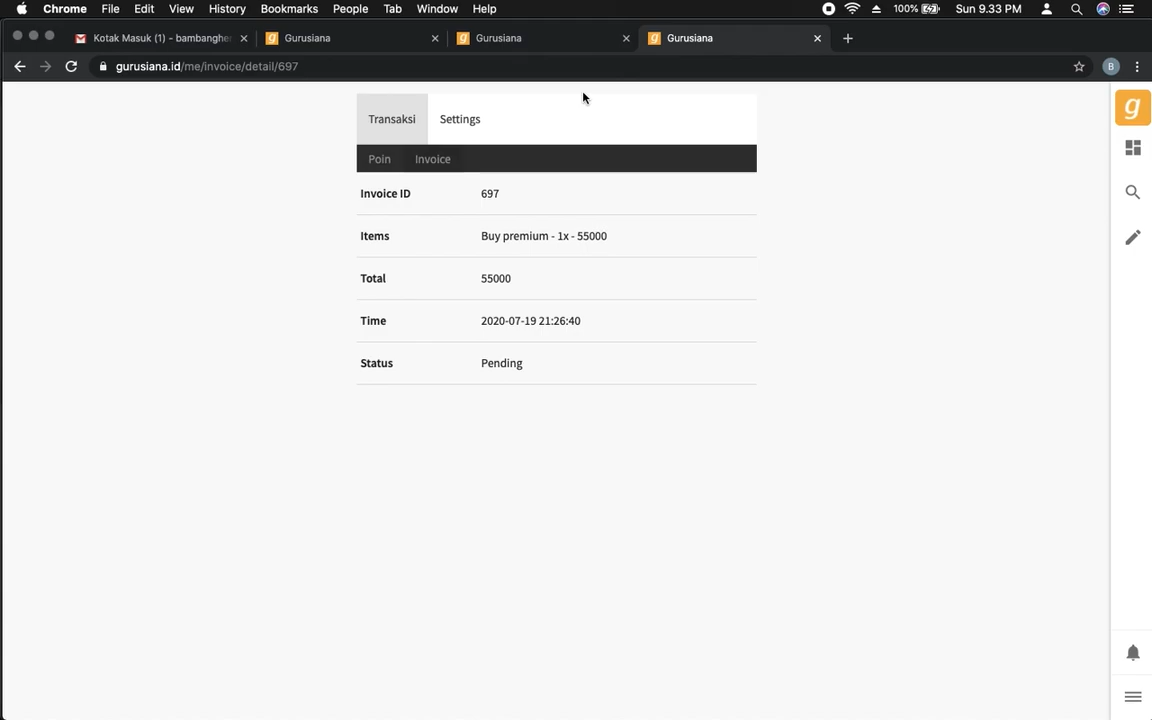 Chrome File Edit View History Bookmarks People Tab Window Help 100% Sun 9.33 PM
Kotak Masuk (1) - bambanghe
g Gurusiana
g Gurusiana
g Gurusiana
gurusiana.id/me/invoice/detail/697
B
g
Transaksi Settings
Poin Invoice
Invoice ID 697
Items Buy premium - 1x - 55000
Total 55000
Time 2020-07-19 21:26:40
Status Pending